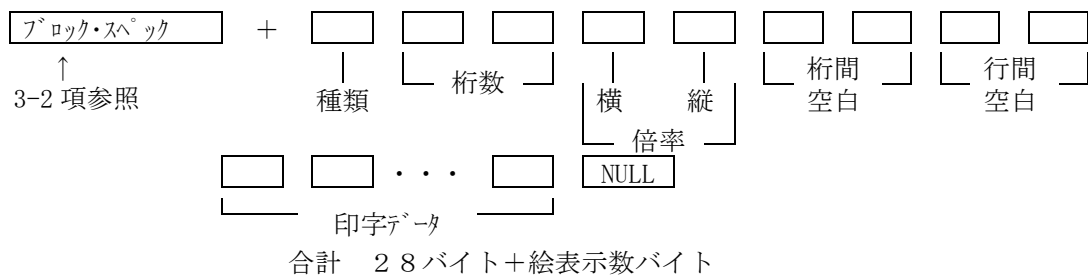 ﾌﾞﾛｯｸ・ｽﾍﾟｯｸ ＋
↑
3-2 項参照 種類 桁数 横 縦 桁間 行間
空白 空白
倍率
・・・ NULL
印字ﾃﾞｰﾀ
合計　２８バイト＋絵表示数バイト